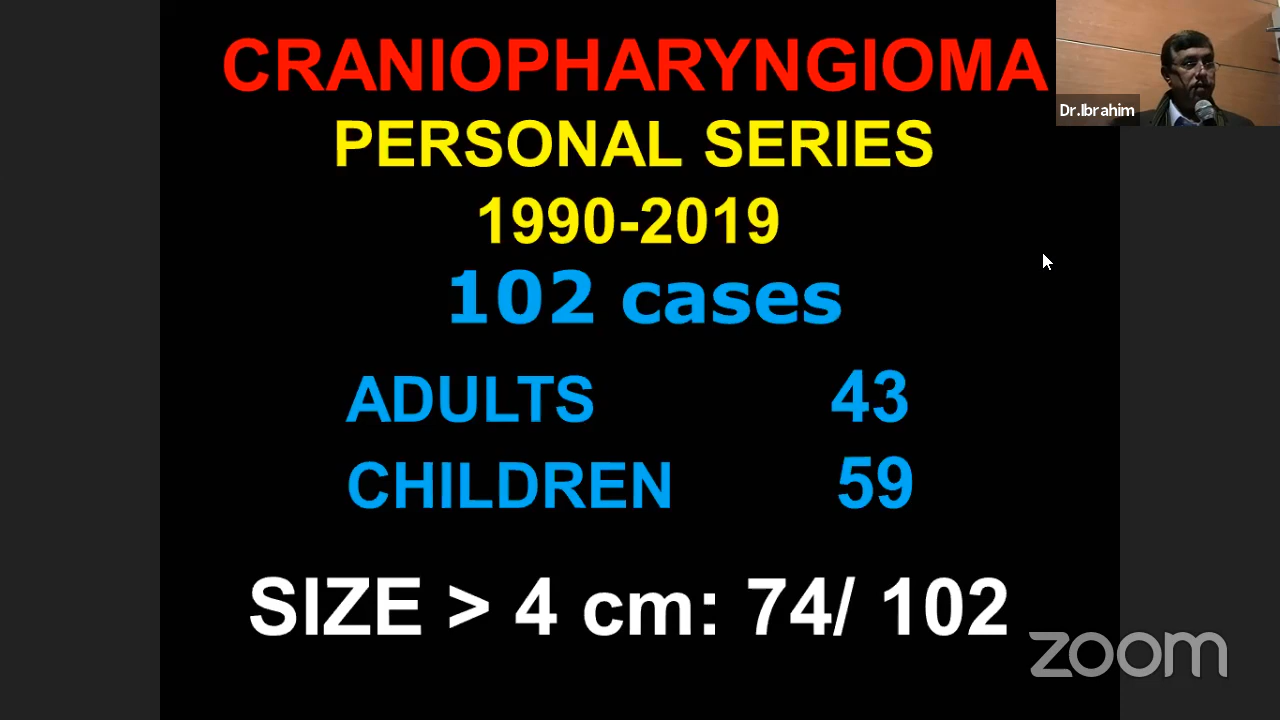 CRANIOPHARYNGIOMA
PERSONAL SERIES
1990-2019
102 cases
ADULTS 43
CHILDREN 59
SIZE > 4 cm: 74/ 102
Dr.Ibrahim
zoom